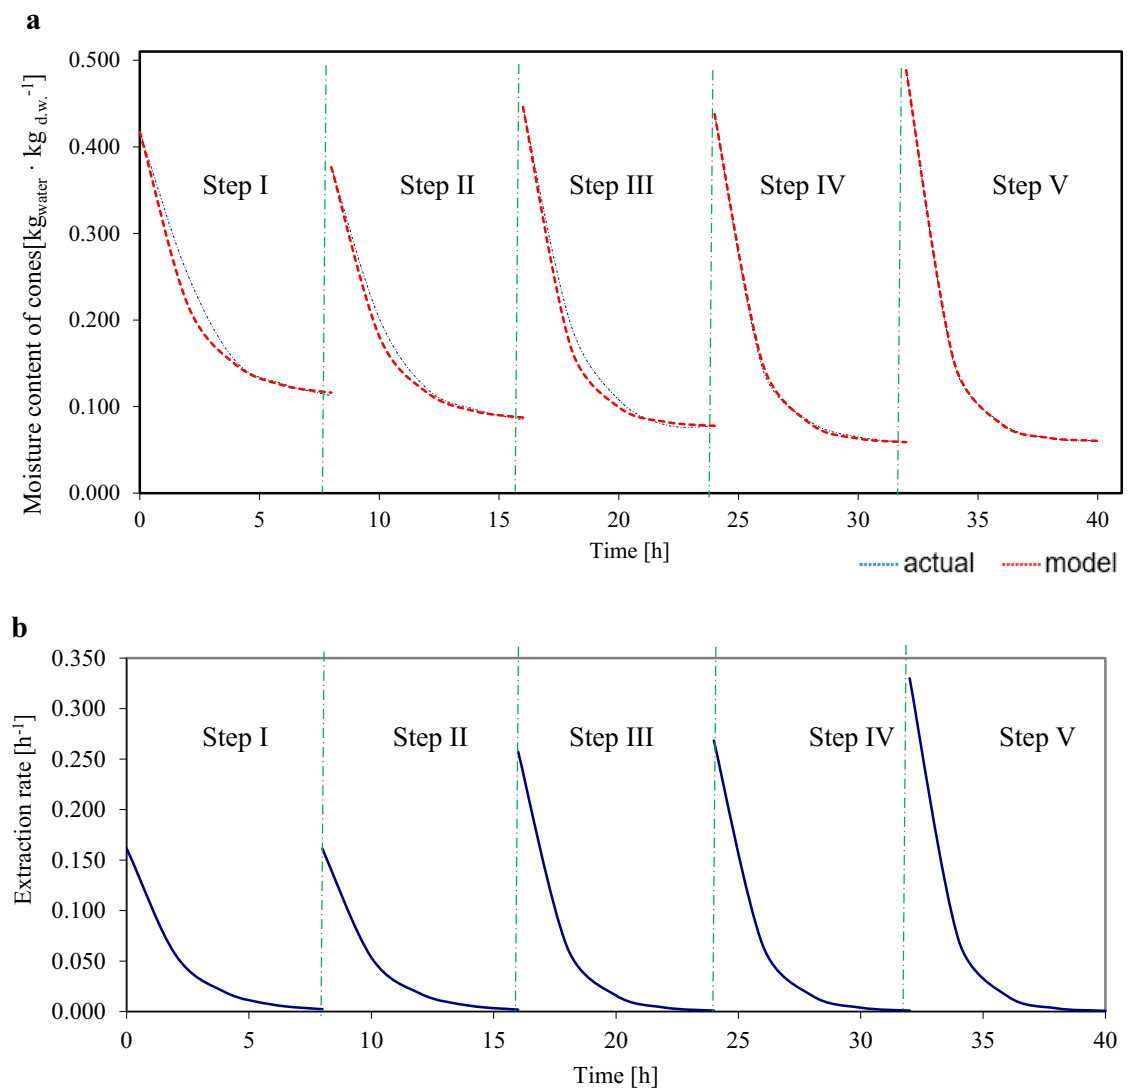 a
Moisture content of cones[kgwater · kg d.w.-1]
0.500
0.400
0.300
0.200
0.100
0.000
Step I
Step II
Step III
Step IV
Step V
0 5 10 15 20 25 30 35 40
Time [h]
actual model
b
Extraction rate [h-1]
0.350
0.300
0.250
0.200
0.150
0.100
0.050
0.000
Step I
Step II
Step III
Step IV
Step V
0 5 10 15 20 25 30 35 40
Time [h]